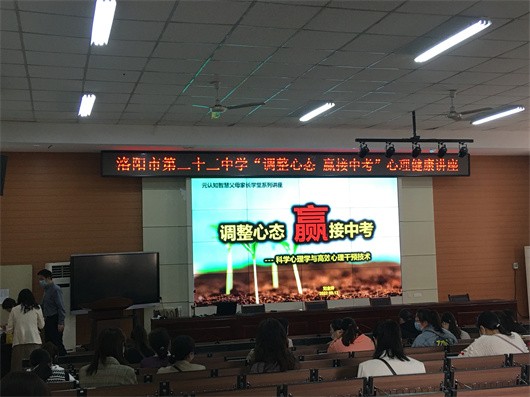 洛阳市第二十二中学“调整心态 赢接中考”心理健康讲座
元认知智慧父母家长学堂系列讲座
调整心态 赢接中考
---科学心理学与高效心理干预技术